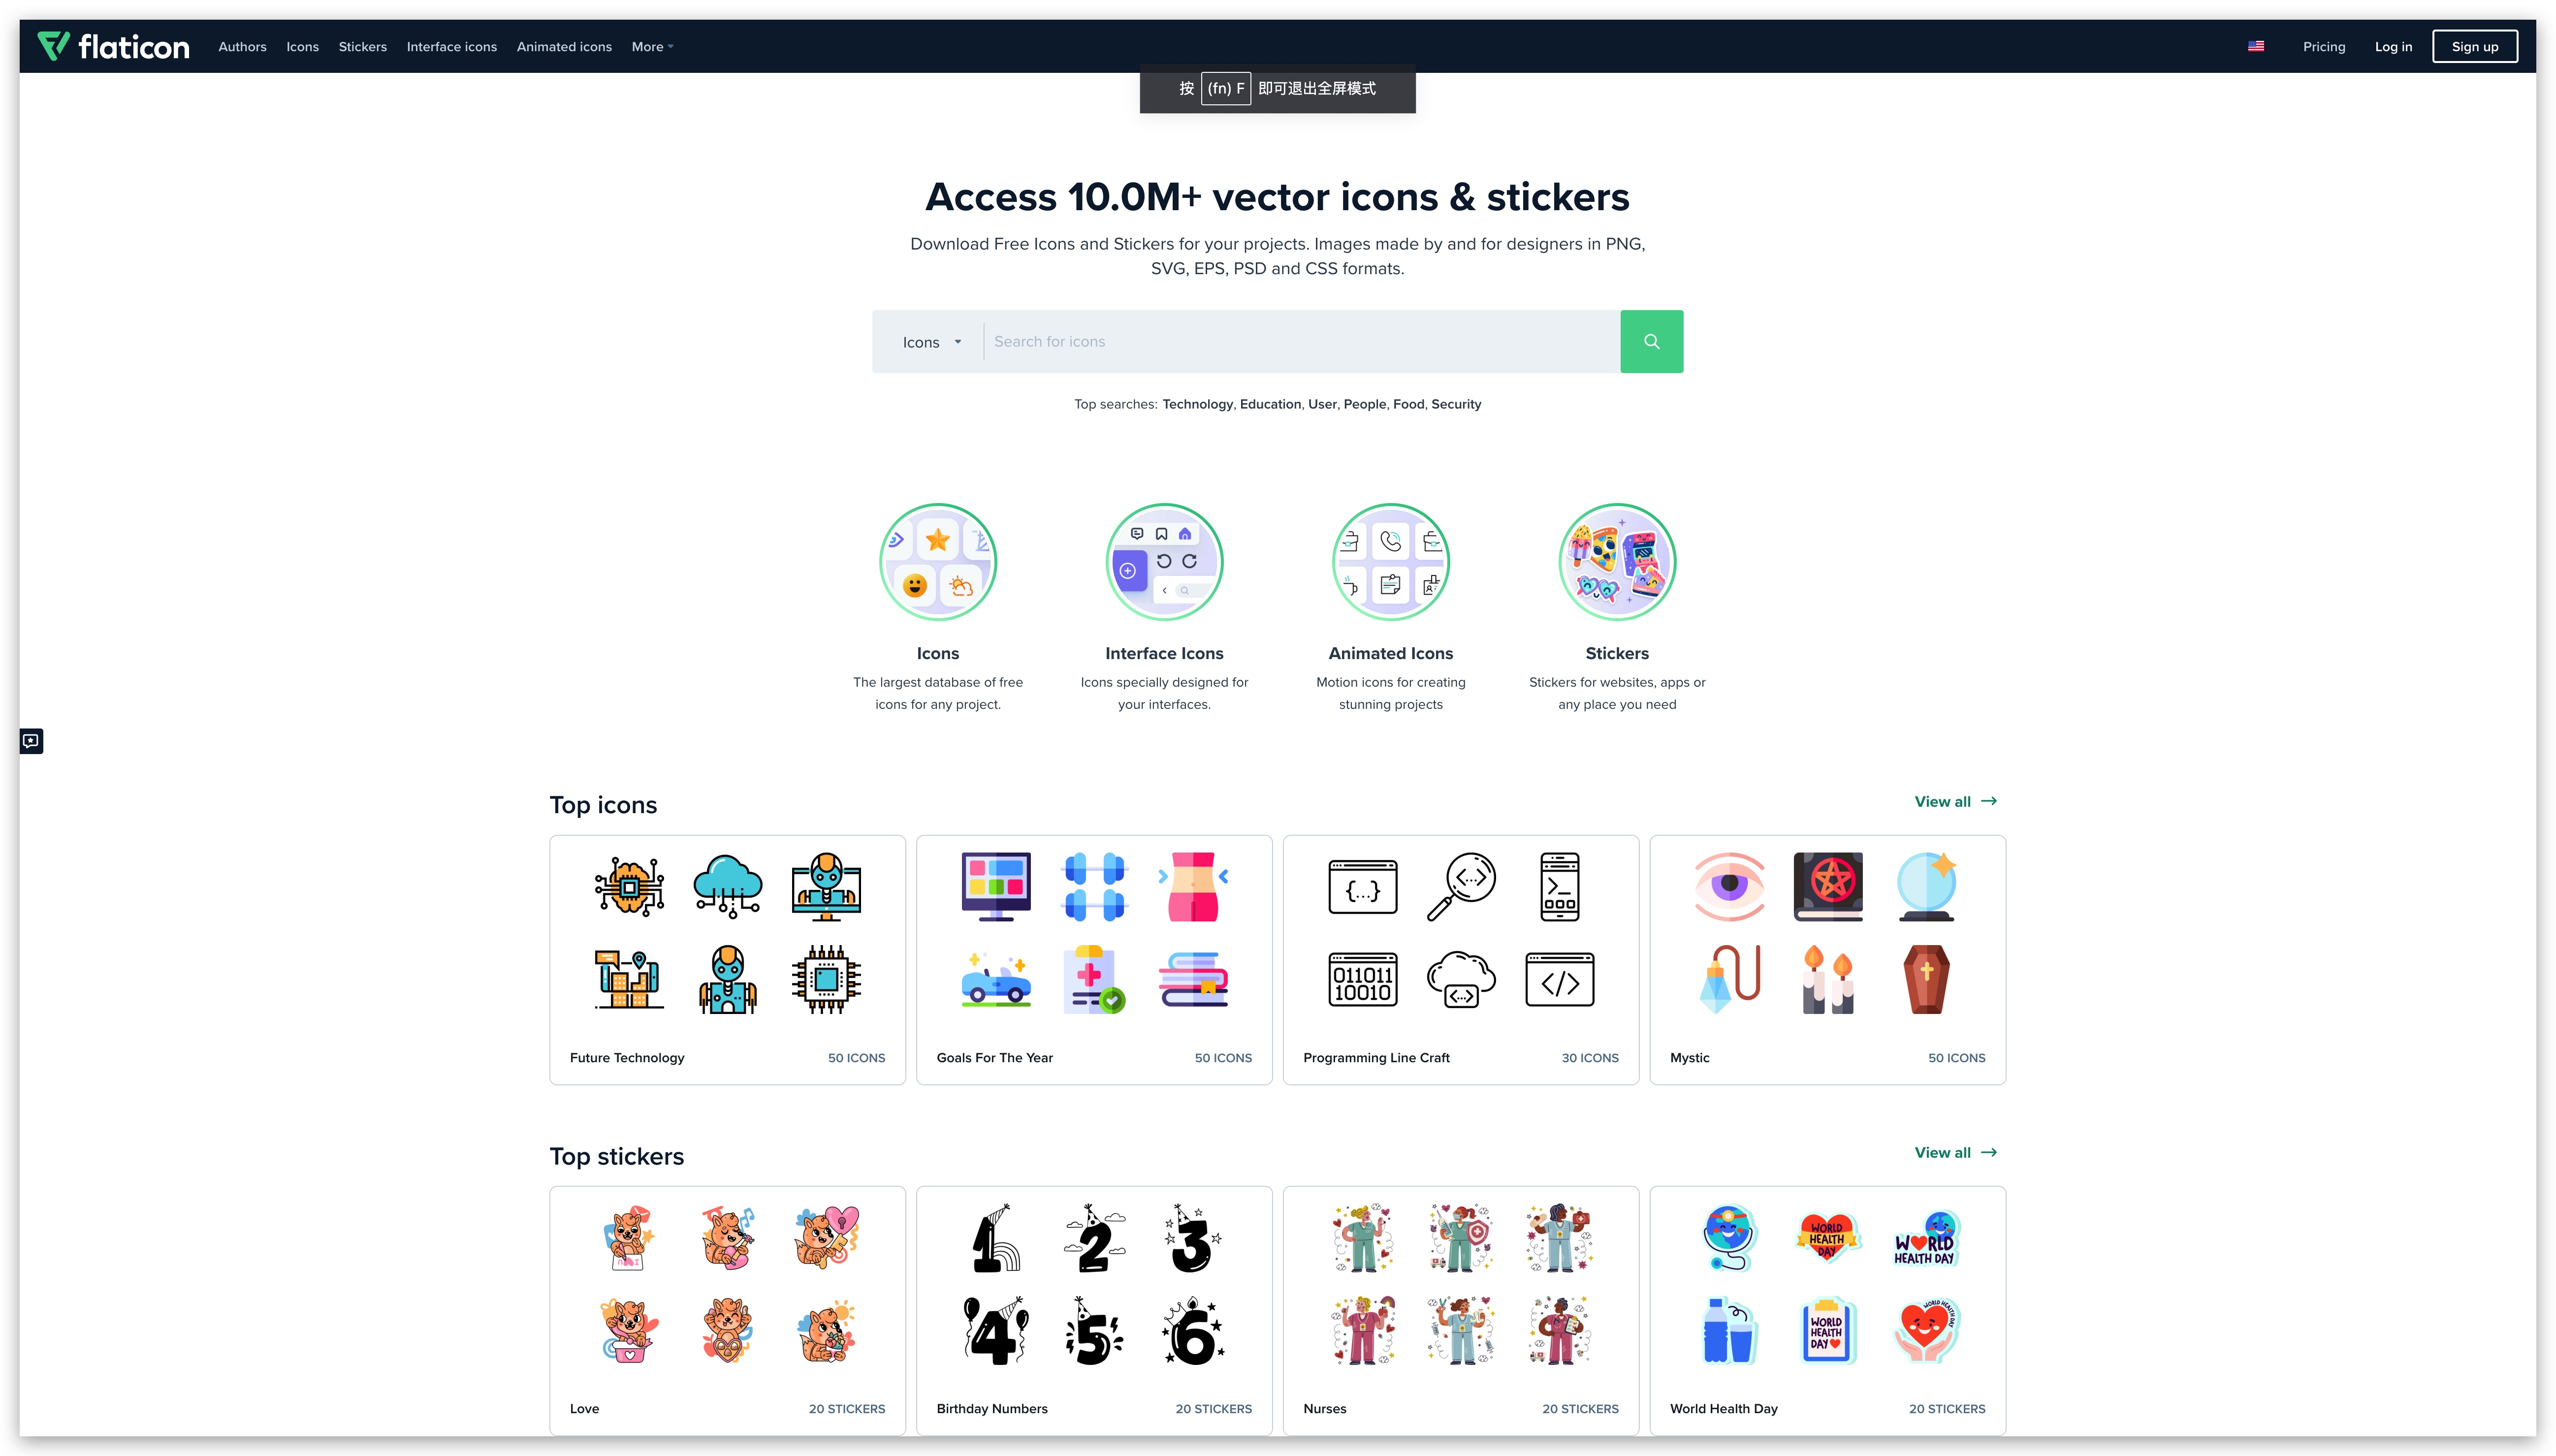 flaticon
Authors Icons Stickers Interface icons Animated icons More
Pricing Log in Sign up
按 (fn) F 即可退出全屏模式
Access 10.0M+ vector icons & stickers
Download Free Icons and Stickers for your projects. Images made by and for designers in PNG,
SVG, EPS, PSD and CSS formats.
Icons Search for icons
Top searches: Technology, Education, User, People, Food, Security
Icons
The largest database of free
icons for any project.
Interface Icons
Icons specially designed for
your interfaces.
Animated Icons
Motion icons for creating
stunning projects
Stickers
Stickers for websites, apps or
any place you need
Top icons
View all
{...}
<...>
>_
011011
10010
<...>
</>
Future Technology 50 ICONS
Goals For The Year 50 ICONS
Programming Line Craft 30 ICONS
Mystic 50 ICONS
Top stickers
View all
1 2 3
4 5 6
WORLD
HEALTH
DAY
WORLD
HEALTH DAY
WORLD
HEALTH
DAY
WORLD HEALTH DAY
Love 20 STICKERS
Birthday Numbers 20 STICKERS
Nurses 20 STICKERS
World Health Day 20 STICKERS